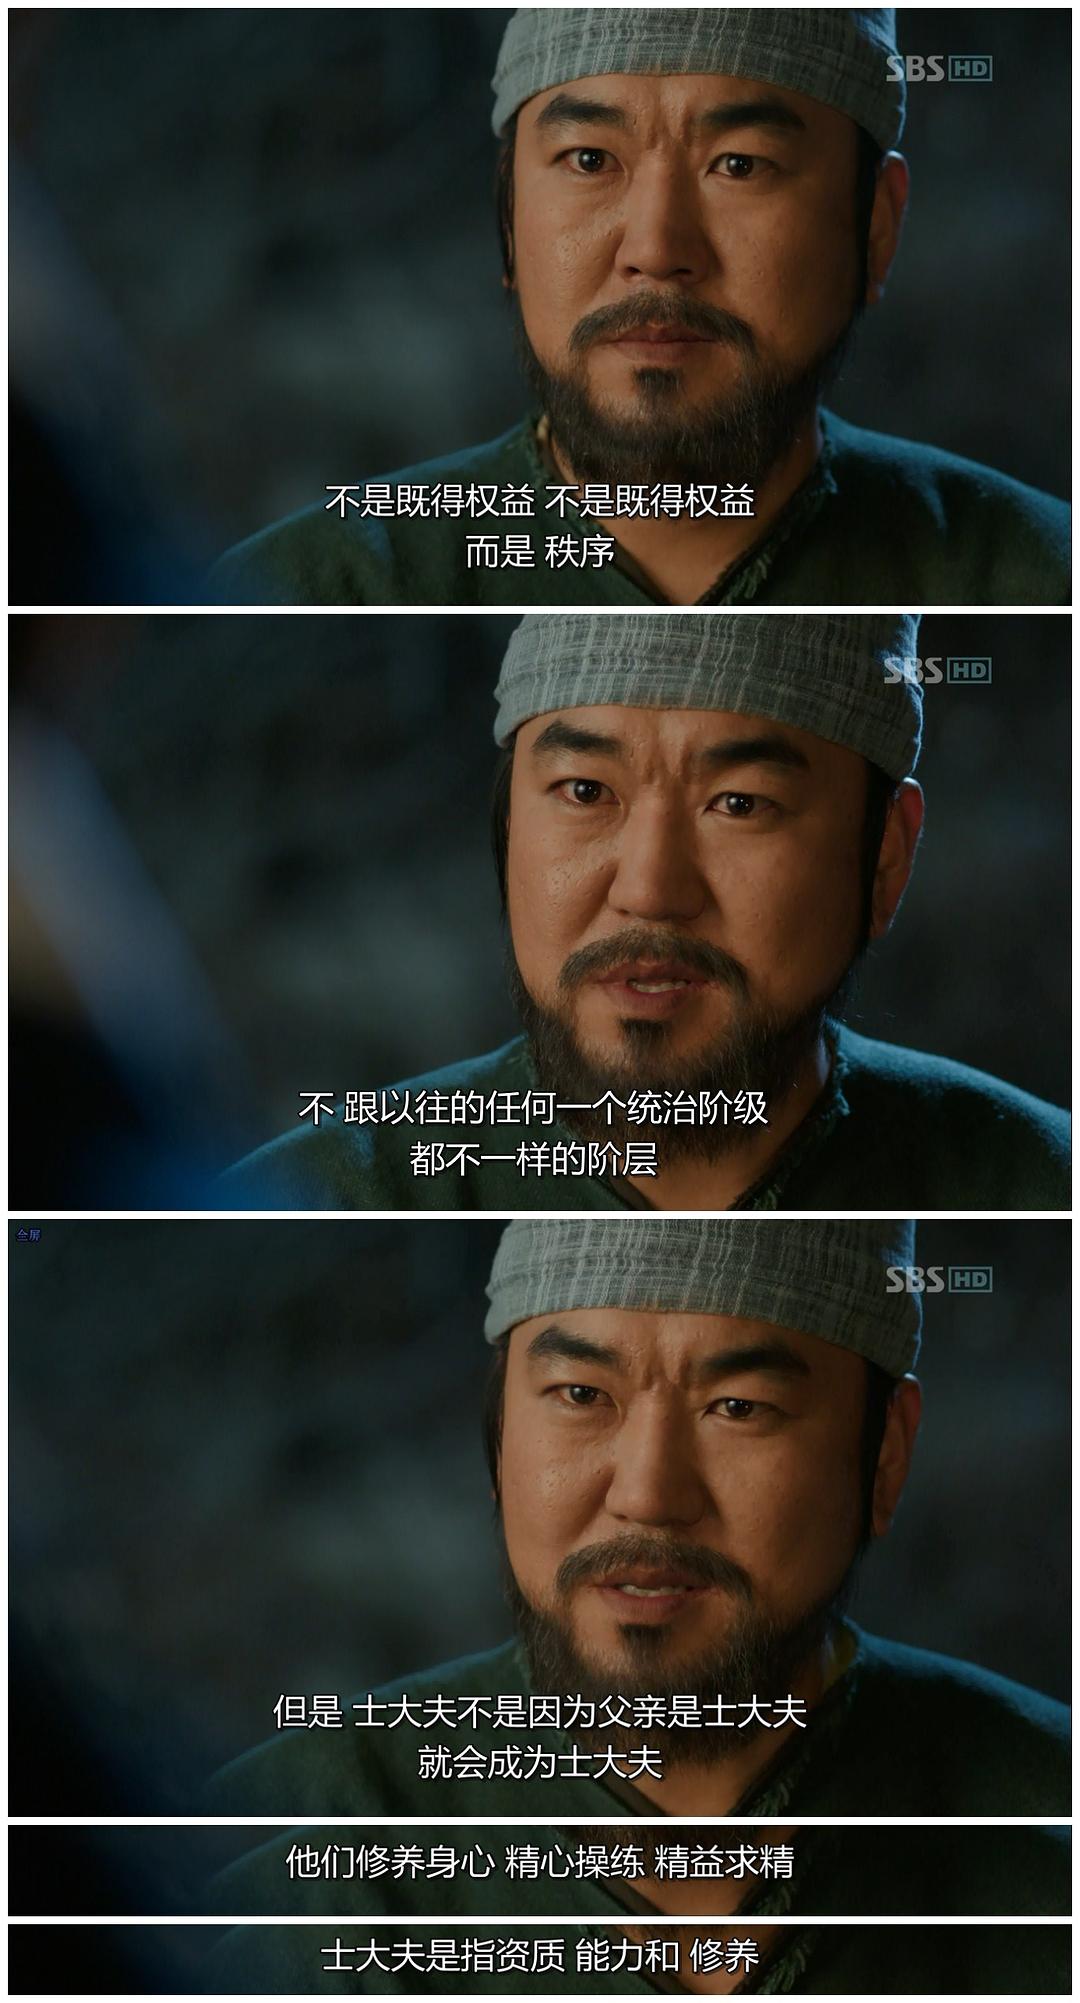 SBS HD
不是既得权益 不是既得权益
而是 秩序
SBS HD
不 跟以往的任何一个统治阶级
都不一样的阶层
全屏
SBS HD
但是 士大夫不是因为父亲是士大夫
就会成为士大夫
他们修养身心 精心操练 精益求精
士大夫是指资质 能力和 修养